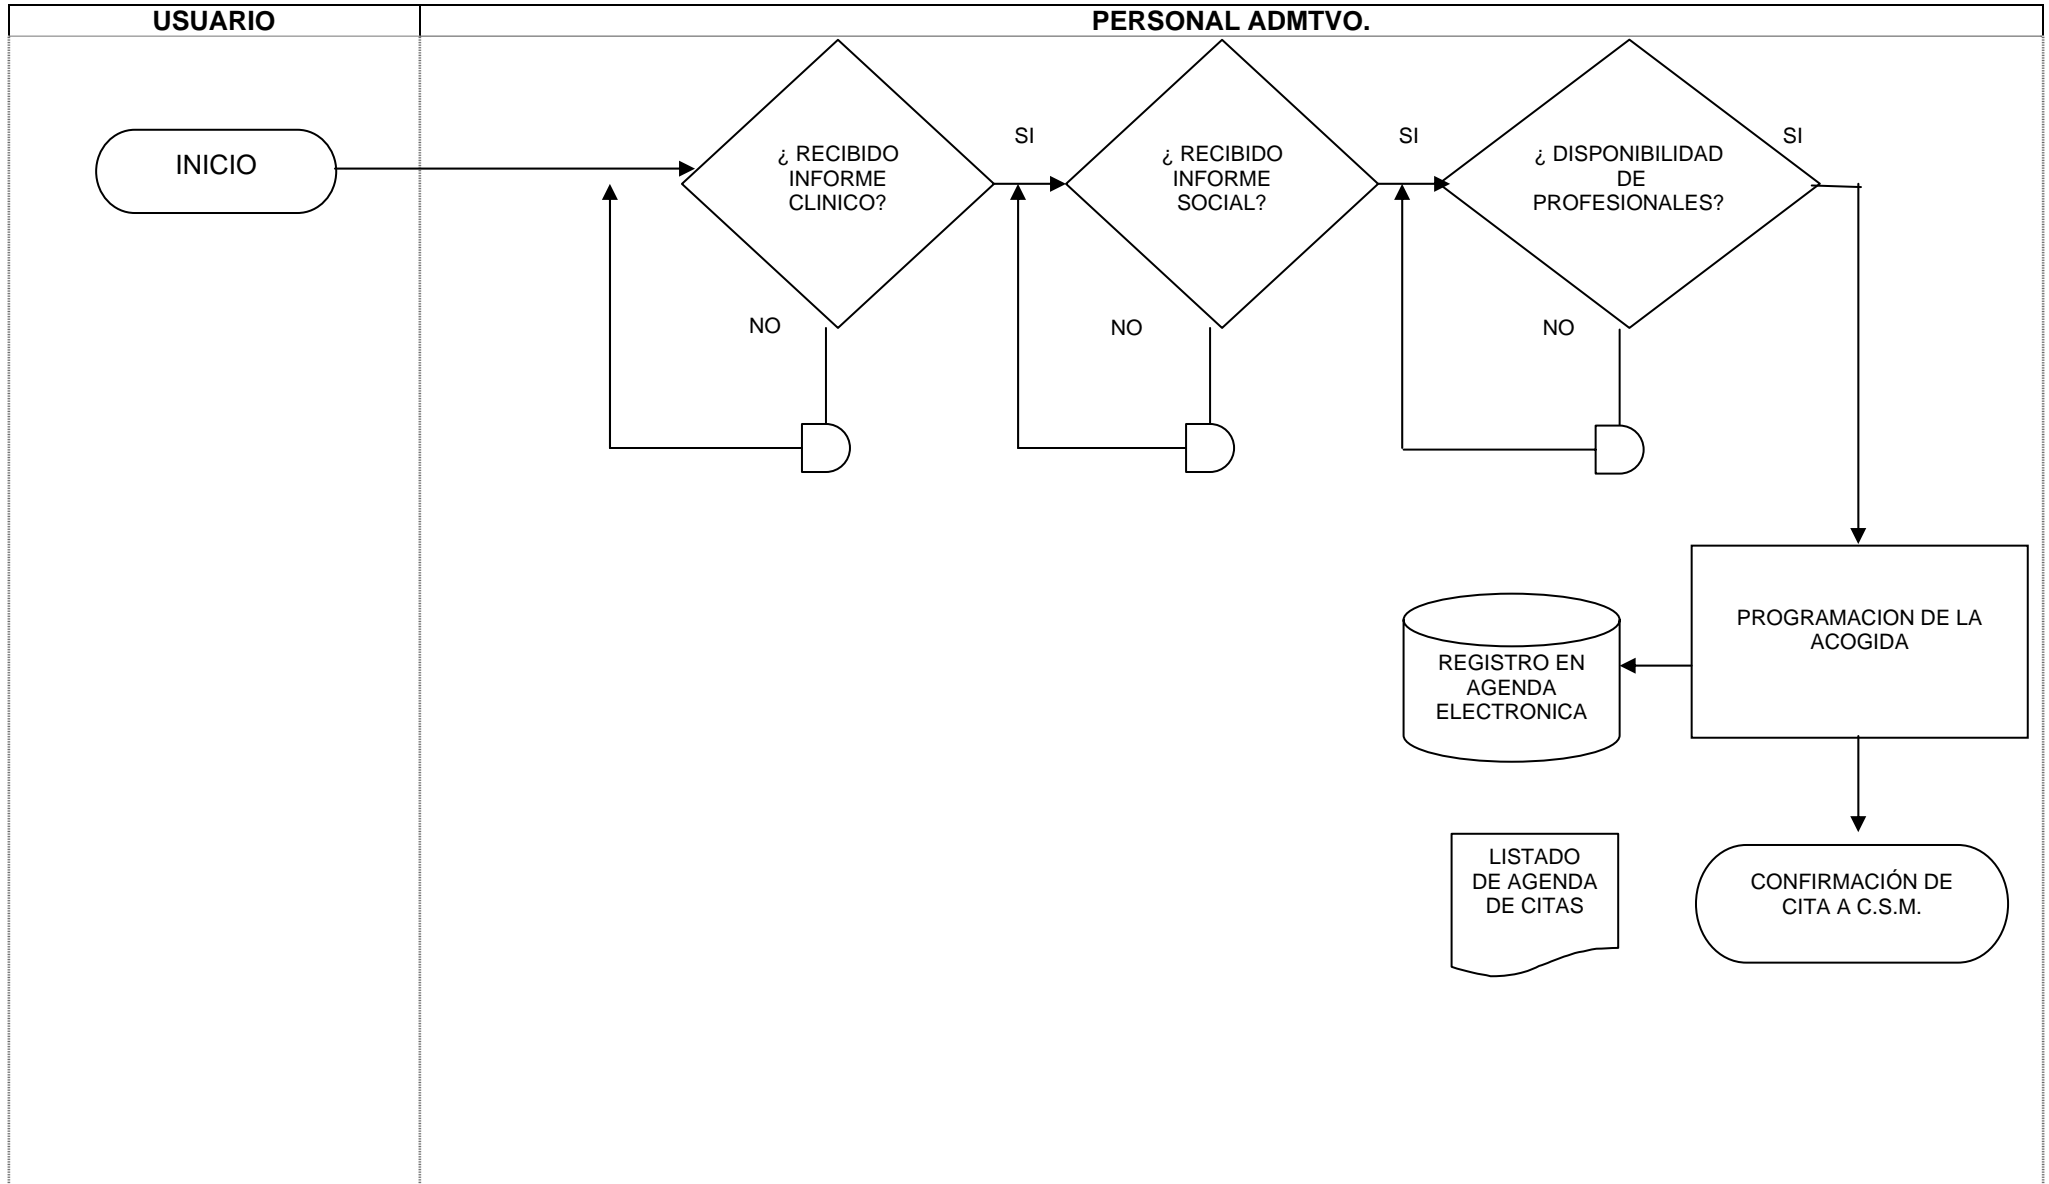 USUARIO
PERSONAL ADMTVO.
INICIO
¿ RECIBIDO
INFORME
CLINICO?
SI
NO
¿ RECIBIDO
INFORME
SOCIAL?
SI
NO
¿ DISPONIBILIDAD
DE
PROFESIONALES?
SI
NO
PROGRAMACION DE LA
ACOGIDA
REGISTRO EN
AGENDA
ELECTRONICA
LISTADO
DE AGENDA
DE CITAS
CONFIRMACIÓN DE
CITA A C.S.M.